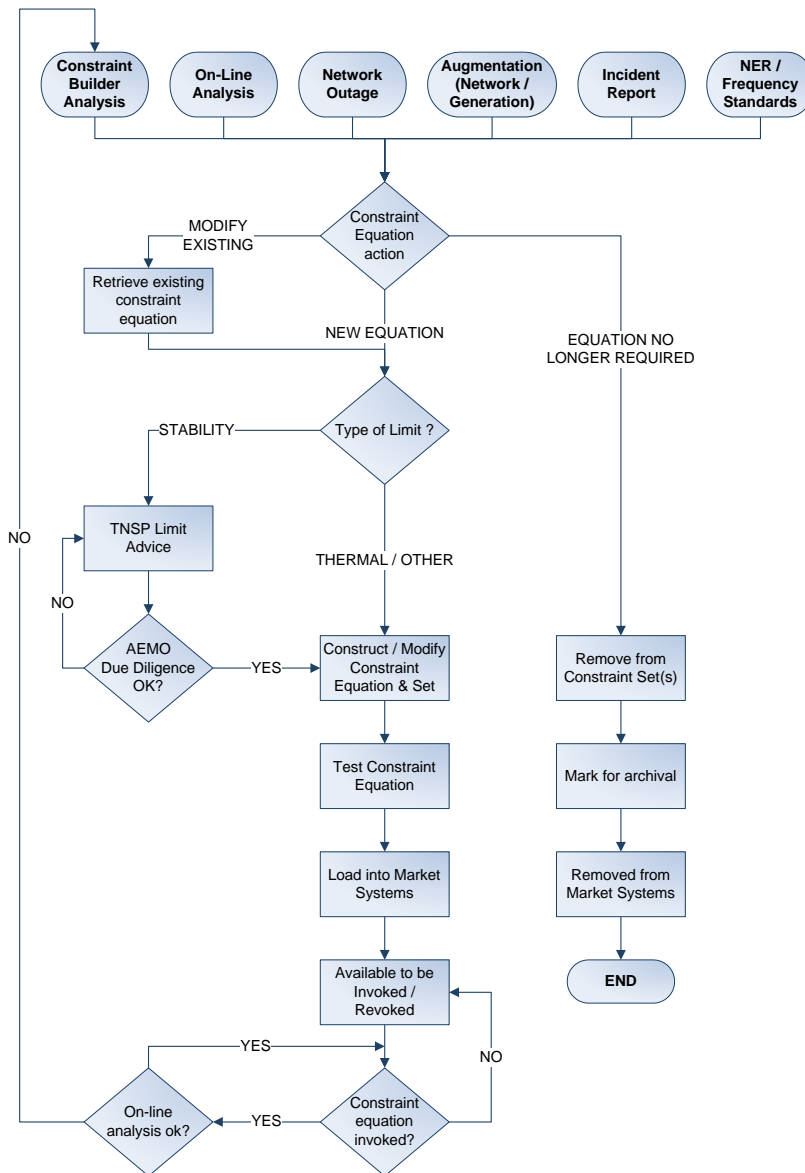 Constraint
Builder
Analysis
On-Line
Analysis
Network
Outage
Augmentation
(Network /
Generation)
Incident
Report
NER /
Frequency
Standards
Constraint
Equation
action
MODIFY
EXISTING
Retrieve existing
constraint
equation
NEW EQUATION
EQUATION NO
LONGER REQUIRED
Type of Limit ?
STABILITY
TNSP Limit
Advice
NO
NO
THERMAL / OTHER
AEMO
Due Diligence
OK?
YES
Construct / Modify
Constraint
Equation & Set
Remove from
Constraint Set(s)
Test Constraint
Equation
Mark for archival
Load into Market
Systems
Removed from
Market Systems
Available to be
Invoked /
Revoked
END
YES
NO
On-line
analysis ok?
YES
Constraint
equation
invoked?